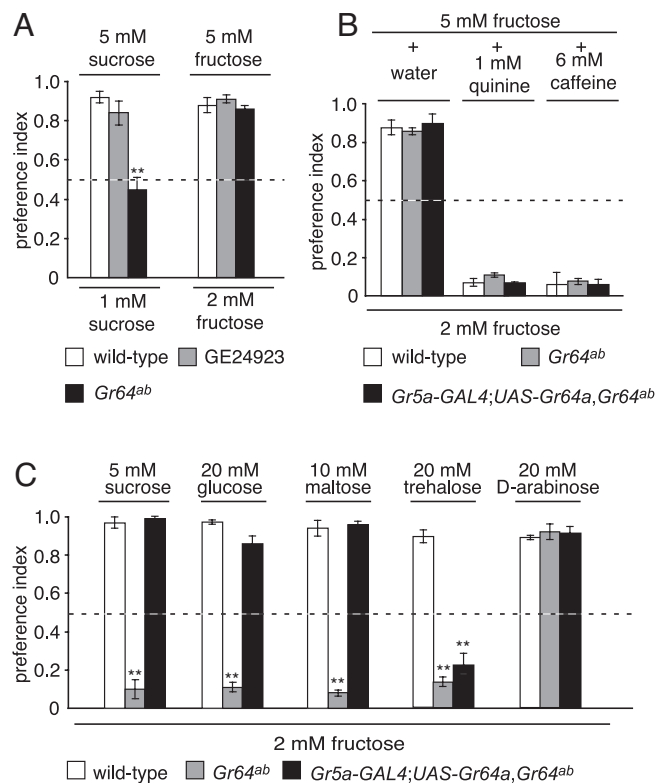 A
5 mM sucrose
5 mM fructose
preference index
1.0
0.8
0.6
0.4
0.2
0
**
1 mM sucrose
2 mM fructose
wild-type GE24923
Gr64ab
B
5 mM fructose
+ water
+ 1 mM quinine
+ 6 mM caffeine
preference index
1.0
0.8
0.6
0.4
0.2
0
2 mM fructose
wild-type Gr64ab
Gr5a-GAL4;UAS-Gr64a,Gr64ab
C
5 mM sucrose
20 mM glucose
10 mM maltose
20 mM trehalose
20 mM D-arabinose
preference index
1.0
0.8
0.6
0.4
0.2
0
**
**
**
**
**
2 mM fructose
wild-type Gr64ab Gr5a-GAL4;UAS-Gr64a,Gr64ab